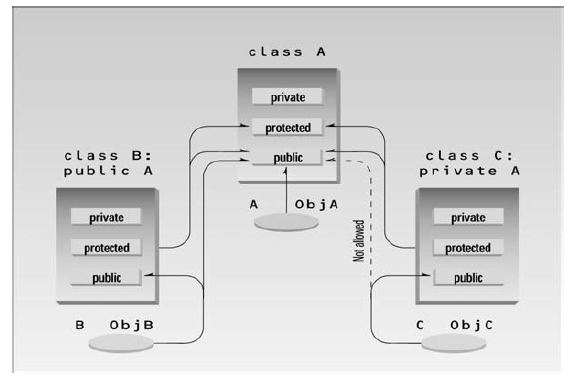 class A
private
protected
public
class B:
public A
private
protected
public
class C:
private A
private
protected
public
A ObjA
Not allowed
B ObjB
C ObjC